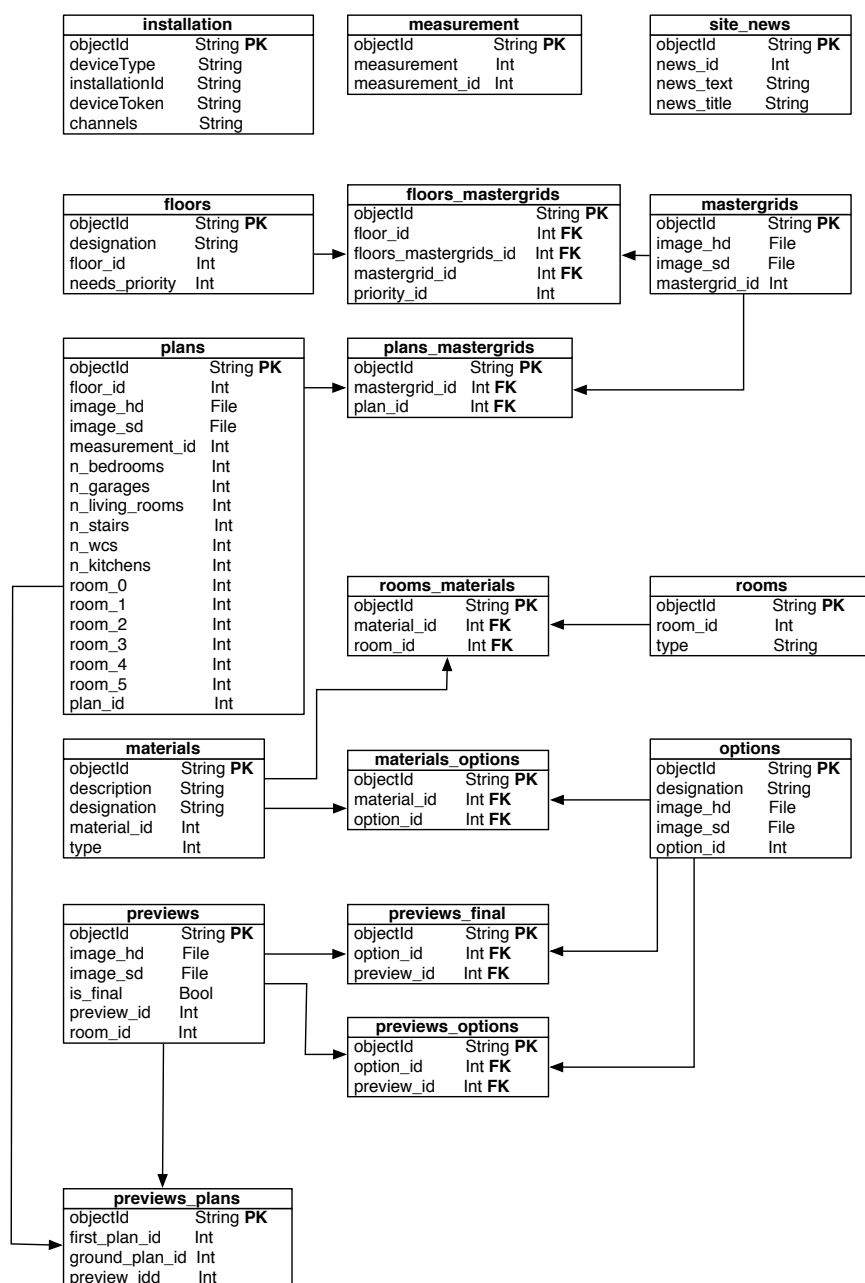 installation
objectId String PK
deviceType String
installationId String
deviceToken String
channels String
measurement
objectId String PK
measurement Int
measurement_id Int
site_news
objectId String PK
news_id Int
news_text String
news_title String
floors
objectId String PK
designation String
floor_id Int
needs_priority Int
floors_mastergrids
objectId String PK
floor_id Int FK
floors_mastergrids_id Int FK
mastergrid_id Int FK
priority_id Int
mastergrids
objectId String PK
image_hd File
image_sd File
mastergrid_id Int
plans
objectId String PK
floor_id Int
image_hd File
image_sd File
measurement_id Int
n_bedrooms Int
n_garages Int
n_living_rooms Int
n_stairs Int
n_wcs Int
n_kitchens Int
room_0 Int
room_1 Int
room_2 Int
room_3 Int
room_4 Int
room_5 Int
plan_id Int
plans_mastergrids
objectId String PK
mastergrid_id Int FK
plan_id Int FK
rooms_materials
objectId String PK
material_id Int FK
room_id Int FK
rooms
objectId String PK
room_id Int
type String
materials
objectId String PK
description String
designation String
material_id Int
type Int
materials_options
objectId String PK
material_id Int FK
option_id Int FK
options
objectId String PK
designation String
image_hd File
image_sd File
option_id Int
previews
objectId String PK
image_hd File
image_sd File
is_final Bool
preview_id Int
room_id Int
previews_final
objectId String PK
option_id Int FK
preview_id Int FK
previews_options
objectId String PK
option_id Int FK
preview_id Int FK
previews_plans
objectId String PK
first_plan_id Int
ground_plan_id Int
preview_idd Int